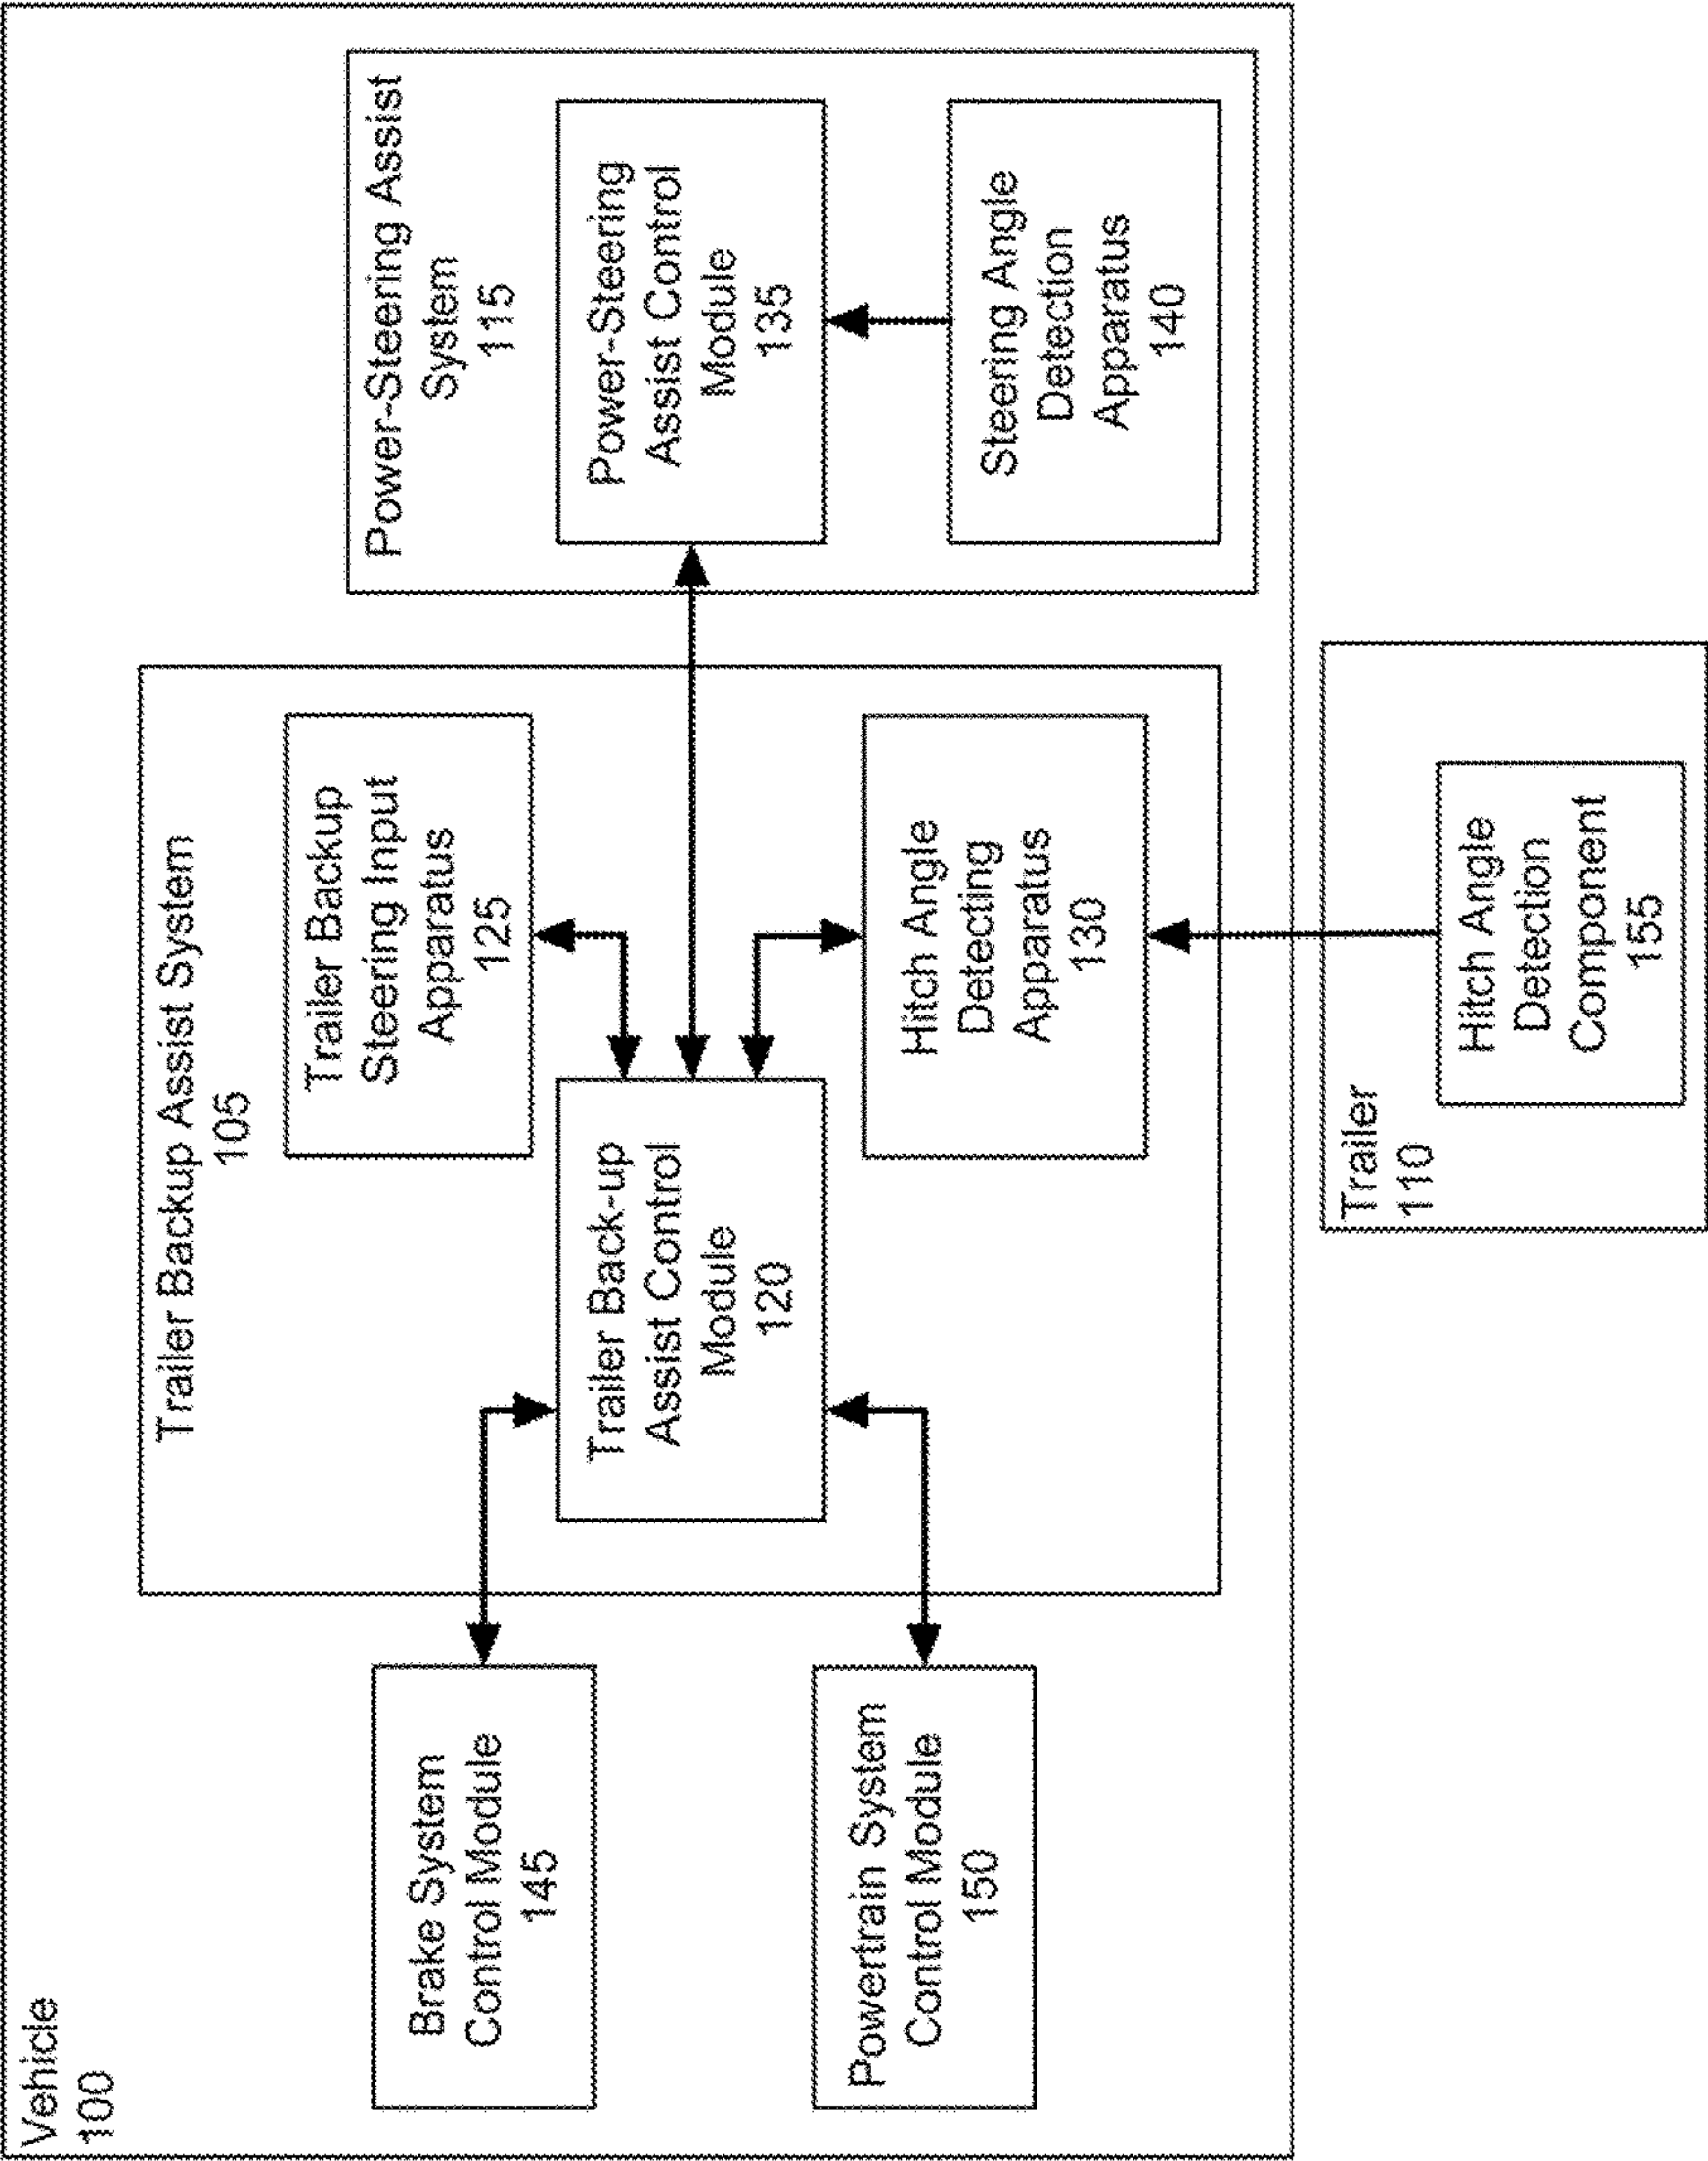 Vehicle
100
Trailer Backup Assist System
105
Power-Steering Assist
System
115
Brake System
Control Module
145
Trailer Backup
Steering Input
Apparatus
125
Trailer Back-up
Assist Control
Module
120
Power-Steering
Assist Control
Module
135
Powertrain System
Control Module
150
Hitch Angle
Detecting
Apparatus
130
Steering Angle
Detection
Apparatus
140
Trailer
110
Hitch Angle
Detection
Component
155